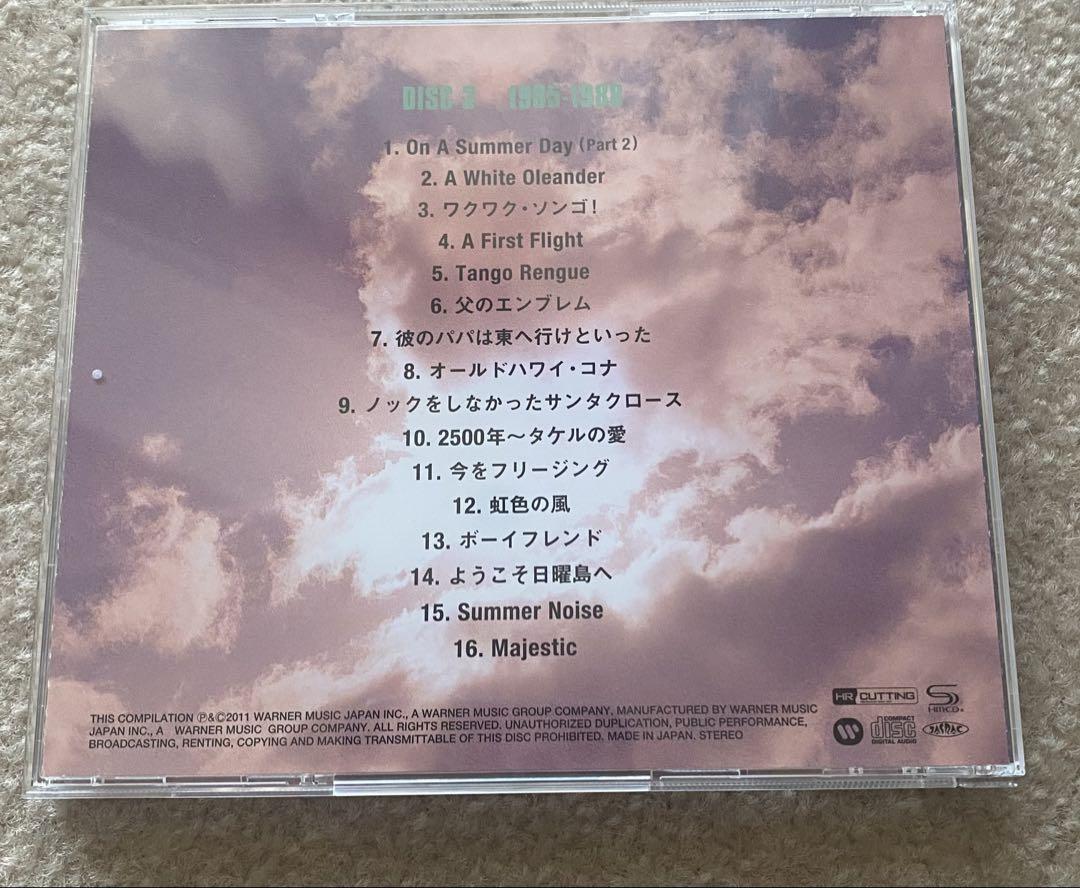 DISC 3 1985-1988
1. On A Summer Day (Part 2)
2. A White Oleander
3. ワクワク・ソンゴ!
4. A First Flight
5. Tango Rengue
6. 父のエンブレム
7. 彼のパパは東へ行けといった
8. オールドハワイ・コナ
9. ノックをしなかったサンタクロース
10. 2500年〜タケルの愛
11. 今をフリージング
12. 虹色の風
13. ボーイフレンド
14. ようこそ日曜島へ
15. Summer Noise
16. Majestic
HR CUTTING
THIS COMPILATION ℗&©2011 WARNER MUSIC JAPAN INC., A WARNER MUSIC GROUP COMPANY. MANUFACTURED BY WARNER MUSIC
JAPAN INC., A WARNER MUSIC GROUP COMPANY. ALL RIGHTS RESERVED. UNAUTHORIZED DUPLICATION, PUBLIC PERFORMANCE,
BROADCASTING, RENTING, COPYING AND MAKING TRANSMITTABLE OF THIS DISC PROHIBITED. MADE IN JAPAN. STEREO
COMPACT
disc
DIGITAL AUDIO
JASRAC